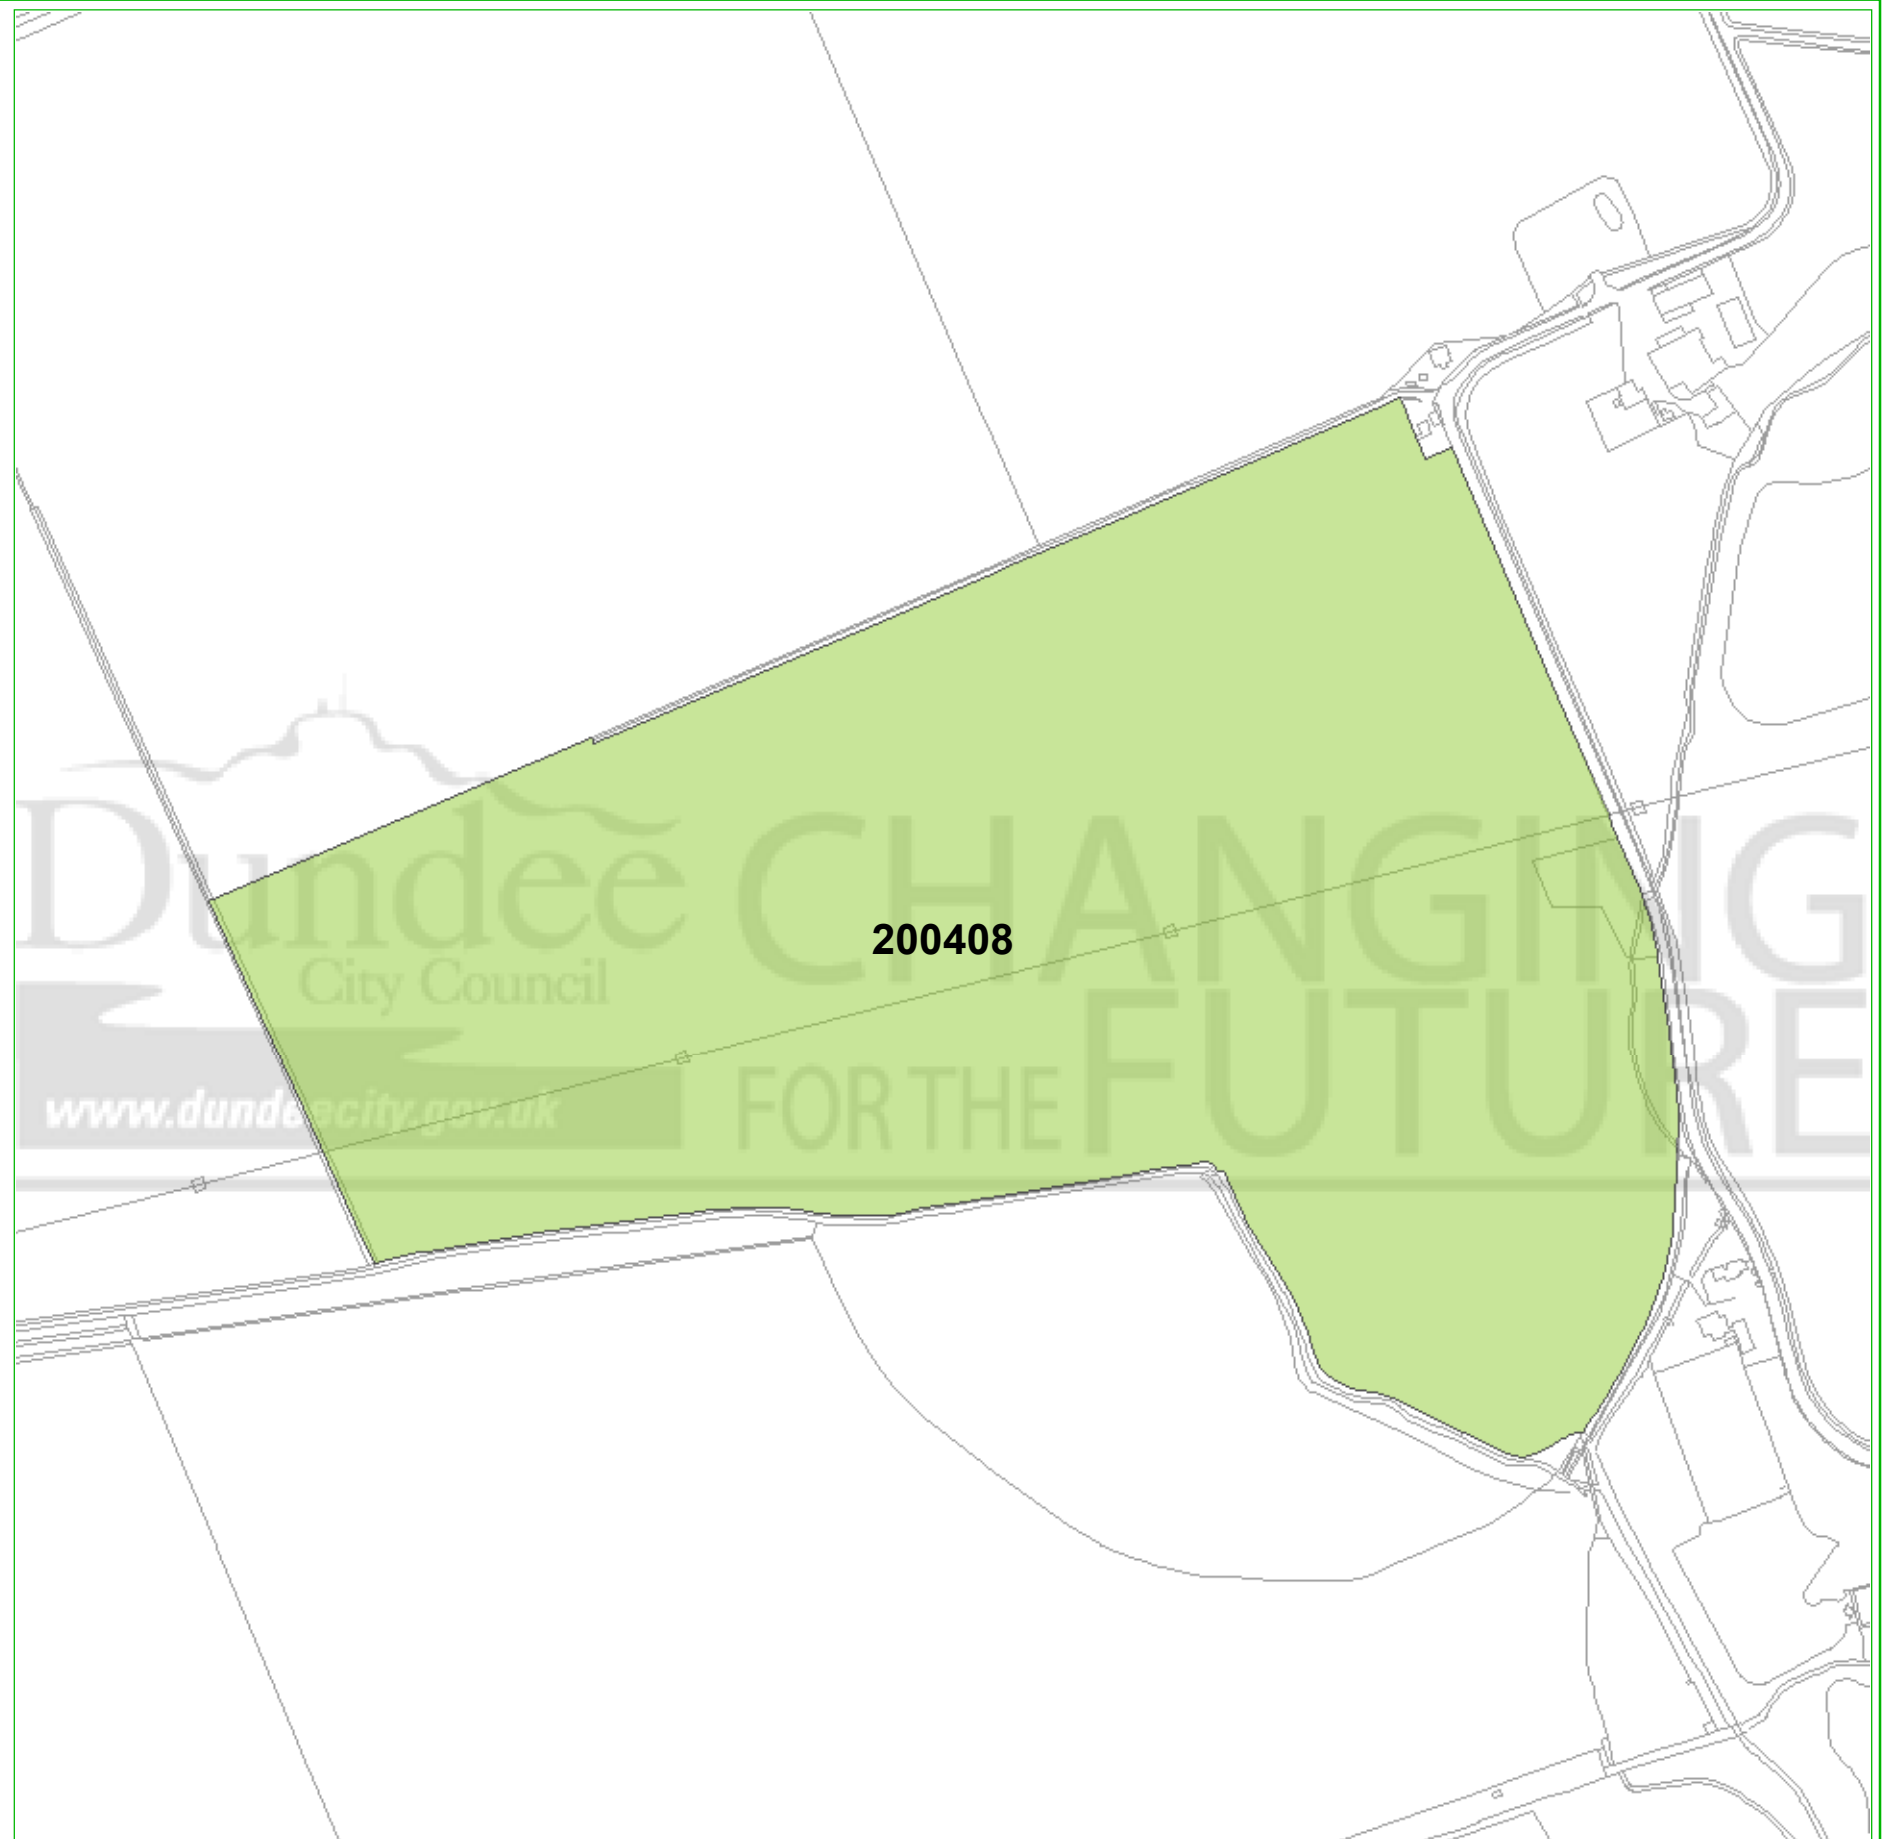 Dundee
City Council
www.dundeecity.gov.uk
CHANGING
FOR THE FUTURE
200408